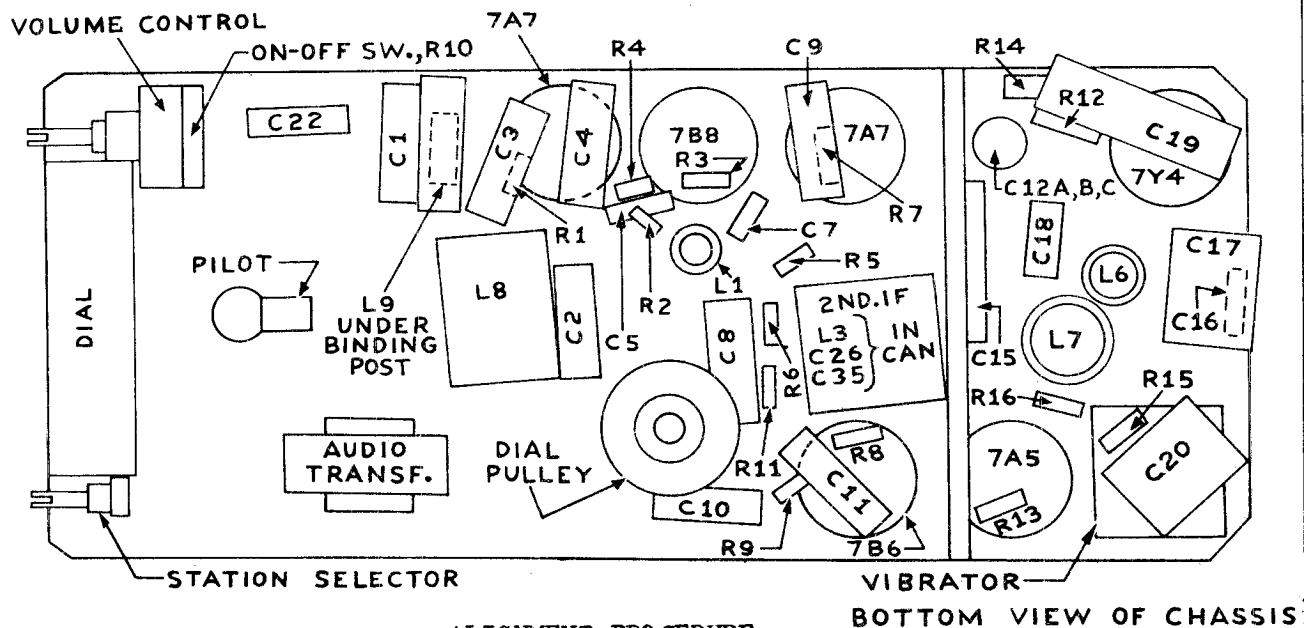 VOLUME CONTROL
ON-OFF SW.,R10
7A7
R4
C9
R14
R12
C22
C1
C3
C4
7B8
R3
7A7
C19
7Y4
C12A,B,C
R7
R1
C7
C18
C17
PILOT
L8
R2
L1
R5
L6
L9
UNDER
BINDING
POST
C2
C5
C8
R6
2ND.IF
L3
C26
C35
IN
CAN
C16
L7
C15
DIAL
R16
R15
AUDIO
TRANSF.
DIAL
PULLEY
R11
R8
C11
7A5
C20
C10
R13
R9
7B6
STATION SELECTOR
VIBRATOR
BOTTOM VIEW OF CHASSIS